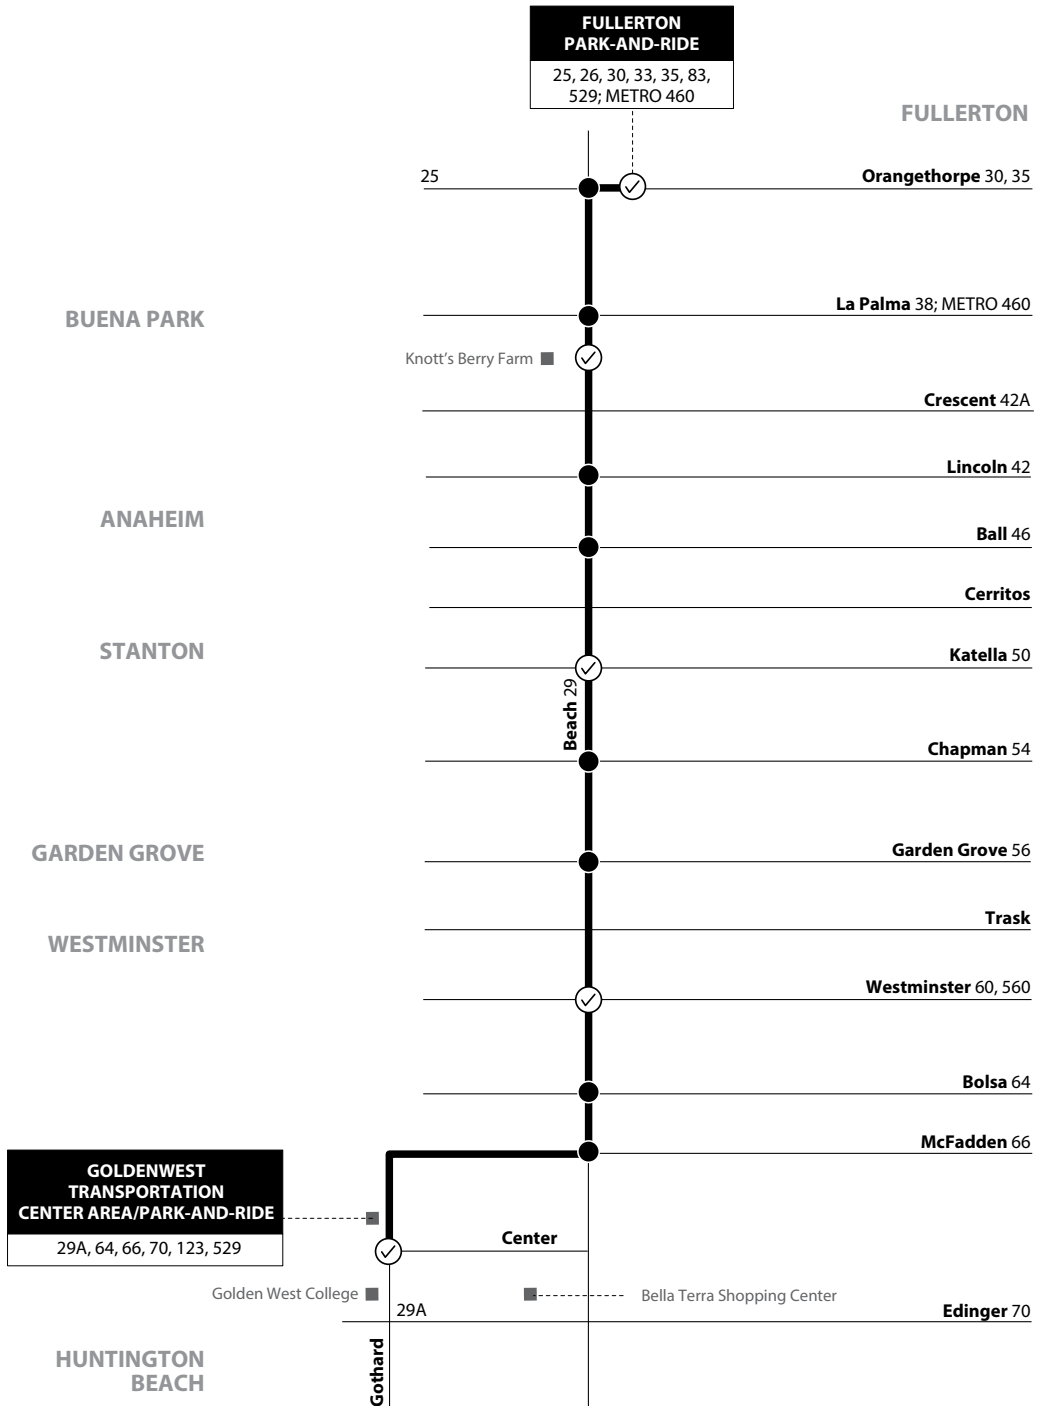 FULLERTON
PARK-AND-RIDE
25, 26, 30, 33, 35, 83,
529; METRO 460
FULLERTON
25
Orangethorpe 30, 35
BUENA PARK
La Palma 38; METRO 460
Knott's Berry Farm
Crescent 42A
Lincoln 42
ANAHEIM
Ball 46
Cerritos
STANTON
Katella 50
Beach 29
Chapman 54
GARDEN GROVE
Garden Grove 56
Trask
WESTMINSTER
Westminster 60, 560
Bolsa 64
McFadden 66
GOLDENWEST
TRANSPORTATION
CENTER AREA/PARK-AND-RIDE
29A, 64, 66, 70, 123, 529
Center
Golden West College
Bella Terra Shopping Center
29A
Edinger 70
Gothard
HUNTINGTON
BEACH